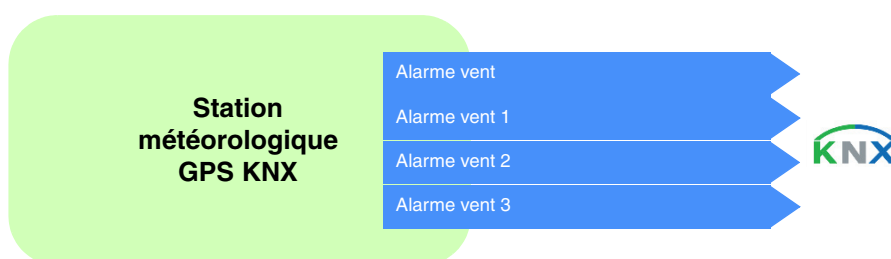 Station
météorologique
GPS KNX
Alarme vent
Alarme vent 1
Alarme vent 2
Alarme vent 3
KNX